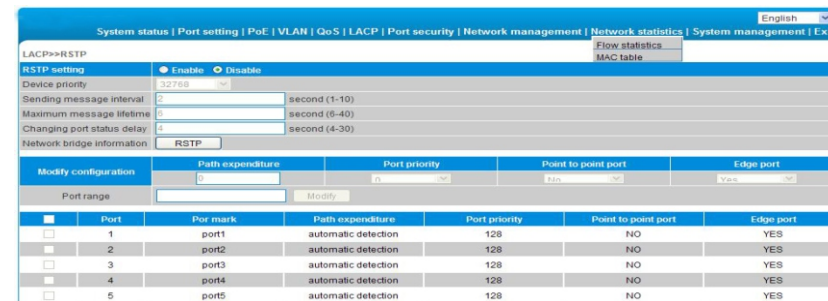 English
System status | Port setting | PoE | VLAN | QoS | LACP | Port security | Network management | Network statistics | System management | Ex
Flow statistics
MAC table
LACP>>RSTP
RSTP setting Enable Disable
Device priority 32768
Sending message interval 2 second (1-10)
Maximum message lifetime 6 second (6-40)
Changing port status delay 4 second (4-30)
Network bridge information RSTP
Modify configuration Path expenditure Port priority Point to point port Edge port
0 0 No Yes
Port range Modify
Port Por mark Path expenditure Port priority Point to point port Edge port
1 port1 automatic detection 128 NO YES
2 port2 automatic detection 128 NO YES
3 port3 automatic detection 128 NO YES
4 port4 automatic detection 128 NO YES
5 port5 automatic detection 128 NO YES